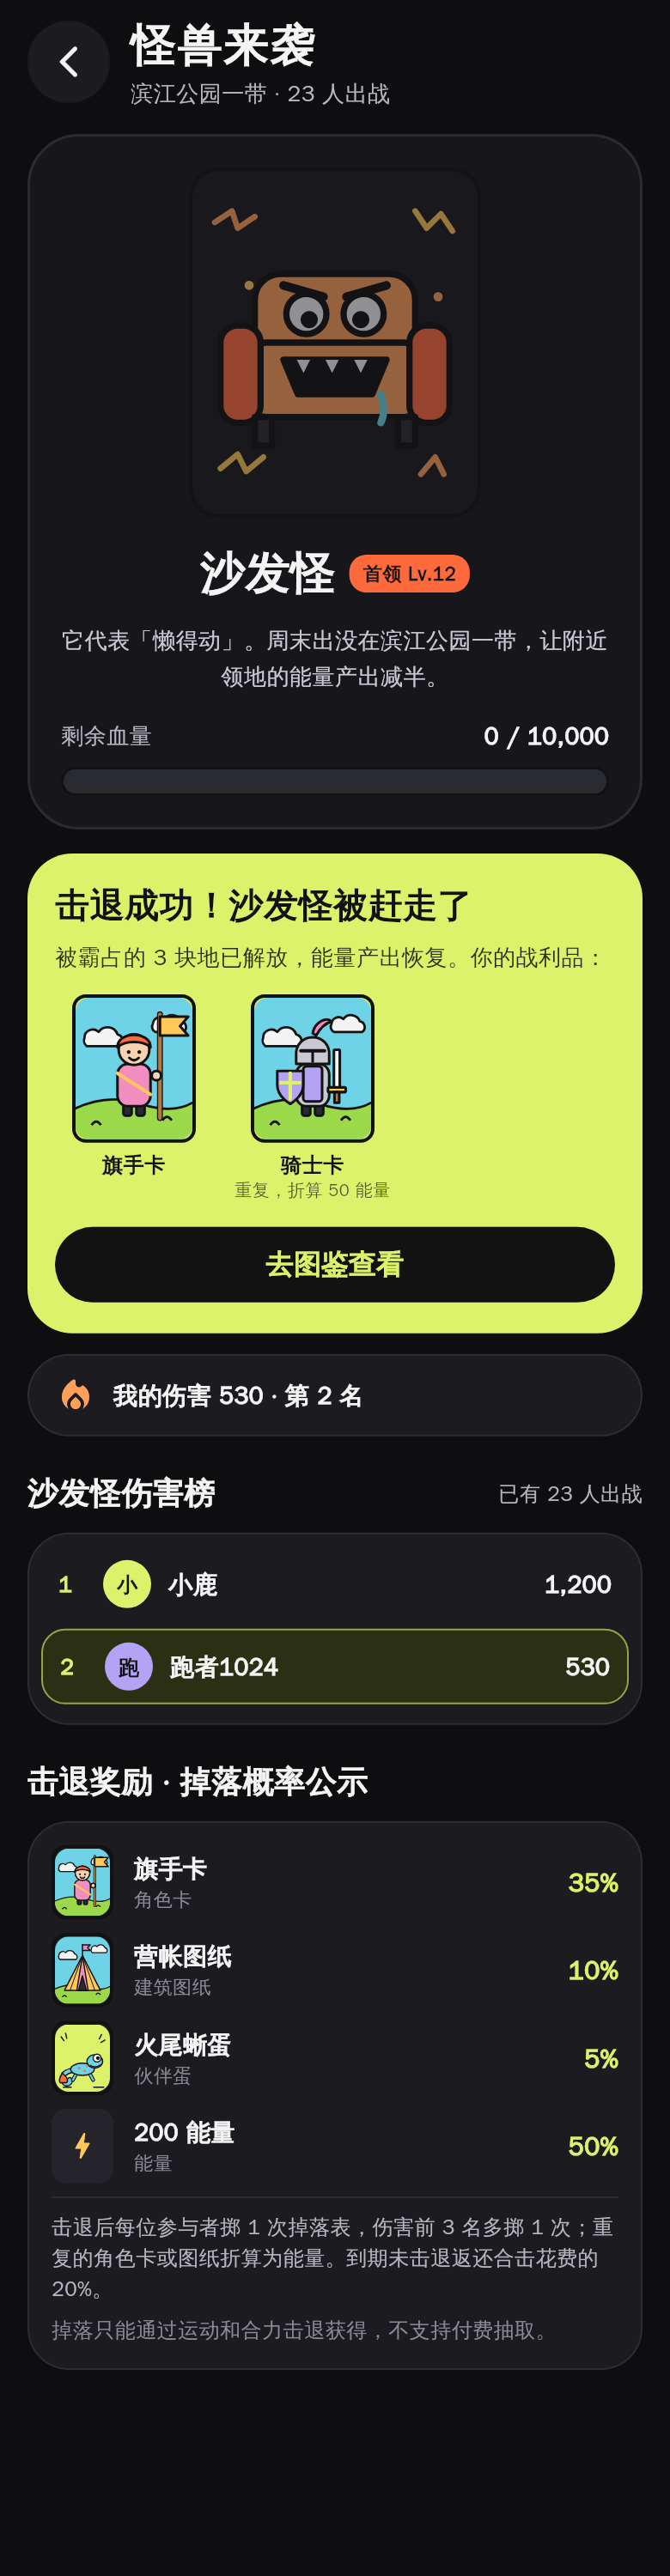 怪兽来袭
滨江公园一带 · 23 人出战
沙发怪 首领 Lv.12
它代表「懒得动」。周末出没在滨江公园一带，让附近
领地的能量产出减半。
剩余血量 0 / 10,000
击退成功！沙发怪被赶走了
被霸占的 3 块地已解放，能量产出恢复。你的战利品：
旗手卡 骑士卡
重复，折算 50 能量
去图鉴查看
我的伤害 530 · 第 2 名
沙发怪伤害榜 已有 23 人出战
1 小 小鹿 1,200
2 跑 跑者1024 530
击退奖励 · 掉落概率公示
旗手卡 35%
角色卡
营帐图纸 10%
建筑图纸
火尾蜥蛋 5%
伙伴蛋
200 能量 50%
能量
击退后每位参与者掷 1 次掉落表，伤害前 3 名多掷 1 次；重
复的角色卡或图纸折算为能量。到期未击退返还合击花费的
20%。
掉落只能通过运动和合力击退获得，不支持付费抽取。